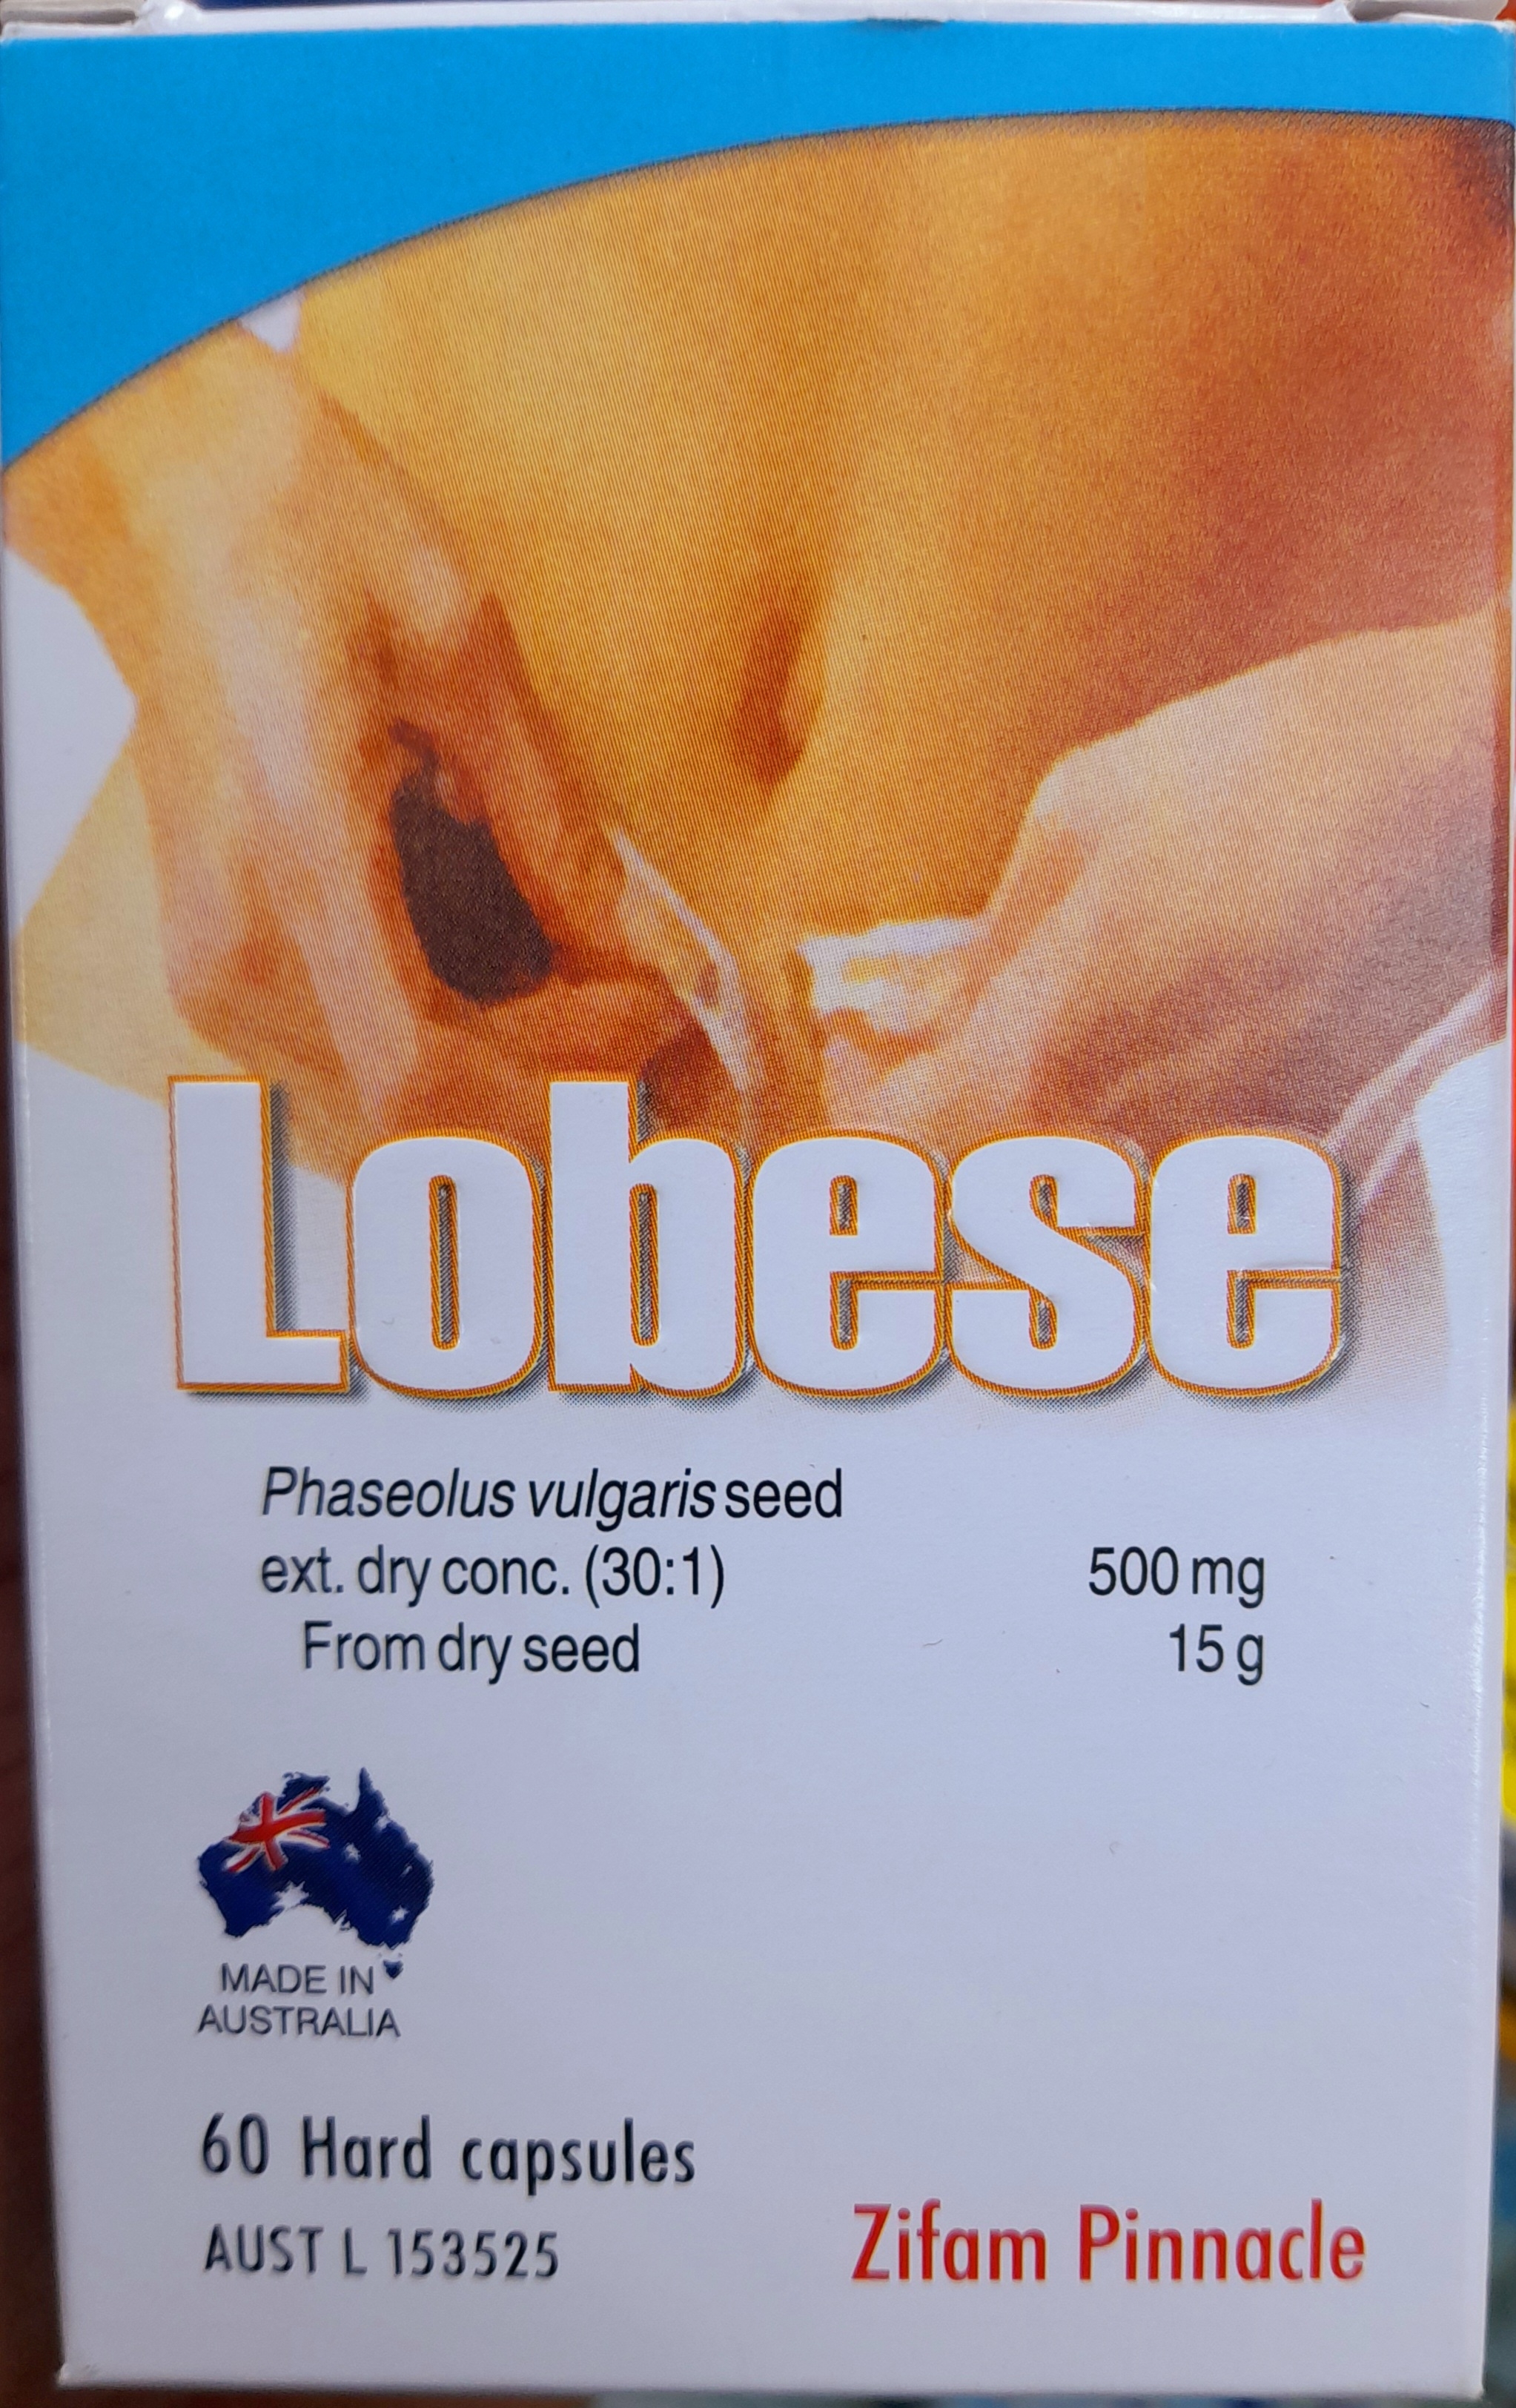 Lobese
Phaseolus vulgaris seed
ext. dry conc. (30:1) 500 mg
From dry seed 15 g
MADE IN
AUSTRALIA
60 Hard capsules
AUST L 153525
Zifam Pinnacle